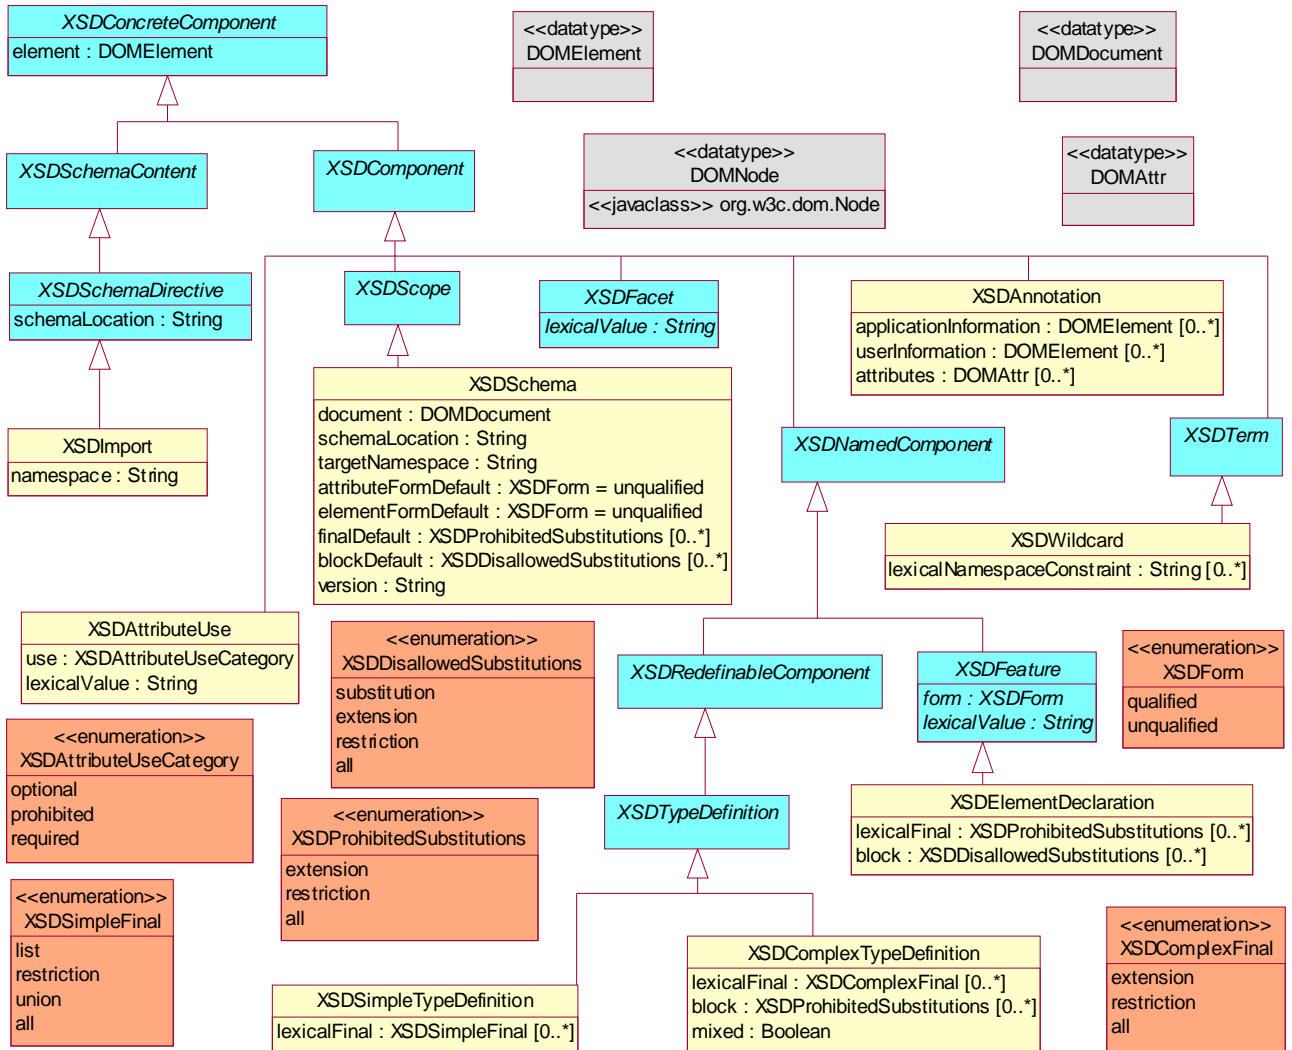 XSDConcreteComponent
element : DOMElement
<<datatype>>
DOMElement
<<datatype>>
DOMDocument
XSDSchemaContent
XSDComponent
<<datatype>>
DOMNode
<<javaclass>> org.w3c.dom.Node
<<datatype>>
DOMAttr
XSDSchemaDirective
schemaLocation : String
XSDScope
XSDFacet
lexicalValue : String
XSDAnnotation
applicationInformation : DOMElement [0..*]
userInformation : DOMElement [0..*]
attributes : DOMAttr [0..*]
XSDImport
namespace : String
XSDSchema
document : DOMDocument
schemaLocation : String
targetNamespace : String
attributeFormDefault : XSDForm = unqualified
elementFormDefault : XSDForm = unqualified
finalDefault : XSDProhibitedSubstitutions [0..*]
blockDefault : XSDDisallowedSubstitutions [0..*]
version : String
XSDNamedComponent
XSDTerm
XSDWildcard
lexicalNamespaceConstraint : String [0..*]
XSDAttributeUse
use : XSDAttributeUseCategory
lexicalValue : String
<<enumeration>>
XSDDisallowedSubstitutions
substitution
extension
restriction
all
XSDRedefinableComponent
XSDFeature
form : XSDForm
lexicalValue : String
<<enumeration>>
XSDForm
qualified
unqualified
<<enumeration>>
XSDAttributeUseCategory
optional
prohibited
required
<<enumeration>>
XSDProhibitedSubstitutions
extension
restriction
all
XSDTypeDefinition
XSDElementDeclaration
lexicalFinal : XSDProhibitedSubstitutions [0..*]
block : XSDDisallowedSubstitutions [0..*]
<<enumeration>>
XSDSimpleFinal
list
restriction
union
all
XSDSimpleTypeDefinition
lexicalFinal : XSDSimpleFinal [0..*]
XSDComplexTypeDefinition
lexicalFinal : XSDComplexFinal [0..*]
block : XSDProhibitedSubstitutions [0..*]
mixed : Boolean
<<enumeration>>
XSDComplexFinal
extension
restriction
all